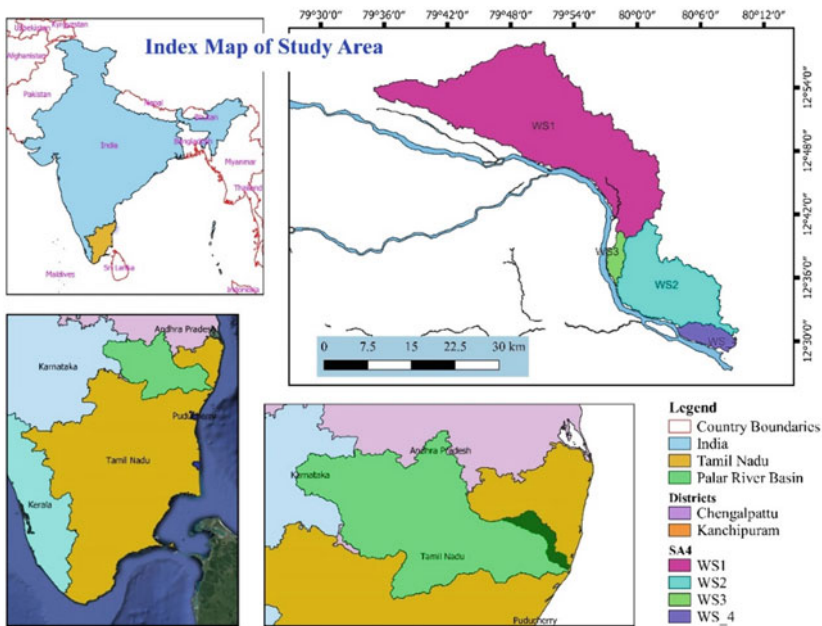 Index Map of Study Area
Uzbekistan
Kyrgyzstan
Afghanistan
Pakistan
Nepal
Bhutan
India
Bangladesh
Myanmar
Thailand
Sri Lanka
Maldives
Indonesia
79°30'0" 79°36'0" 79°42'0" 79°48'0" 79°54'0" 80°0'0" 80°6'0" 80°12'0"
12°54'0"
12°48'0"
12°42'0"
12°36'0"
12°30'0"
WS1
WS3
WS2
WS
0 7.5 15 22.5 30 km
Andhra Pradesh
Karnataka
Puducherry
Tamil Nadu
Kerala
Andhra Pradesh
Karnataka
Tamil Nadu
Puducherry
Legend
Country Boundaries
India
Tamil Nadu
Palar River Basin
Districts
Chengalpattu
Kanchipuram
SA4
WS1
WS2
WS3
WS_4